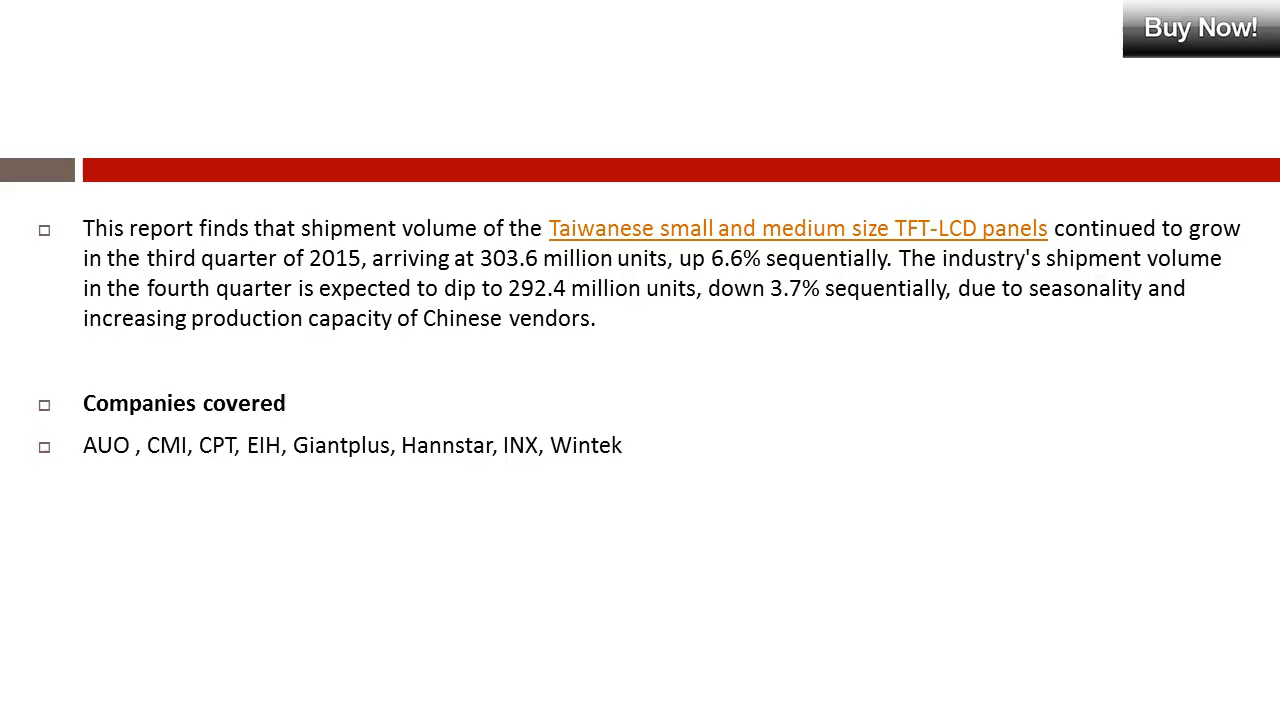 Buy Now!
This report finds that shipment volume of the Taiwanese small and medium size TFT-LCD panels continued to grow
in the third quarter of 2015, arriving at 303.6 million units, up 6.6% sequentially. The industry's shipment volume
in the fourth quarter is expected to dip to 292.4 million units, down 3.7% sequentially, due to seasonality and
increasing production capacity of Chinese vendors.
Companies covered
AUO , CMI, CPT, EIH, Giantplus, Hannstar, INX, Wintek